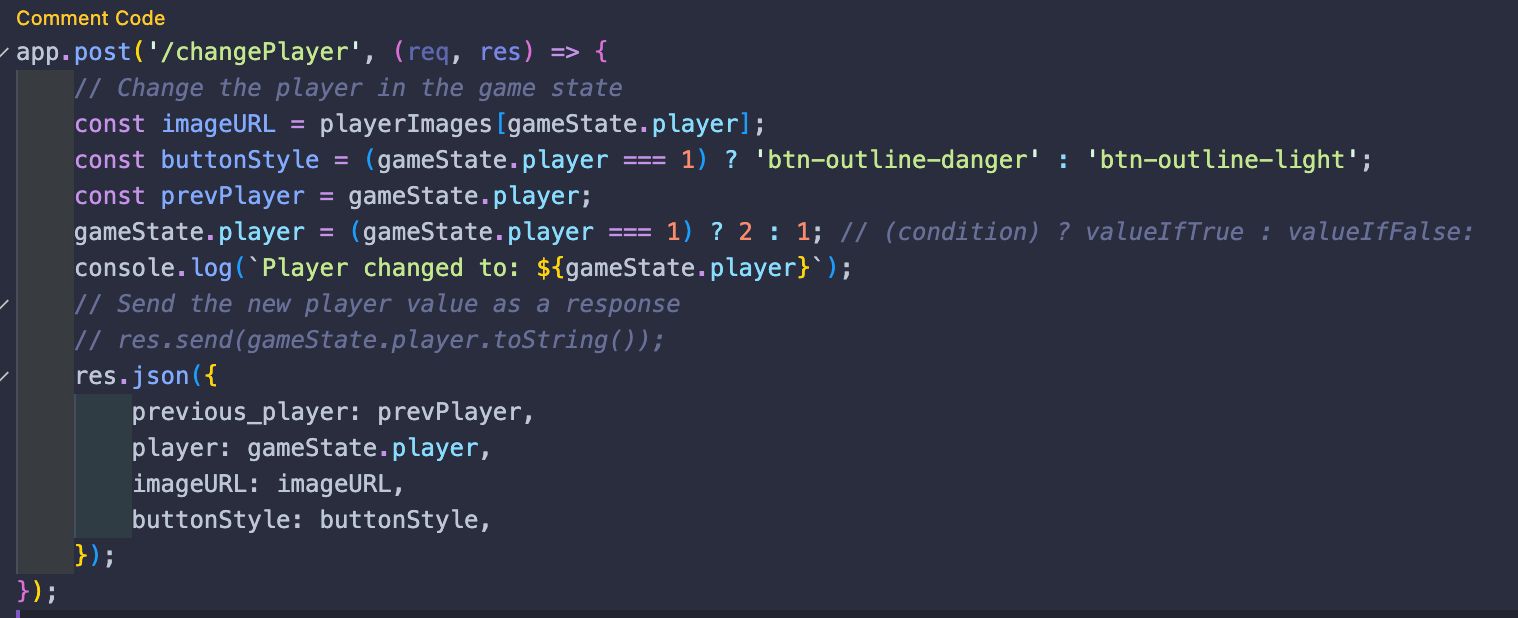 Comment Code
app.post('/changePlayer', (req, res) => {
// Change the player in the game state
const imageURL = playerImages[gameState.player];
const buttonStyle = (gameState.player === 1) ? 'btn-outline-danger' : 'btn-outline-light';
const prevPlayer = gameState.player;
gameState.player = (gameState.player === 1) ? 2 : 1; // (condition) ? valueIfTrue : valueIfFalse:
console.log(`Player changed to: ${gameState.player}`);
// Send the new player value as a response
// res.send(gameState.player.toString());
res.json({
previous_player: prevPlayer,
player: gameState.player,
imageURL: imageURL,
buttonStyle: buttonStyle,
});
});